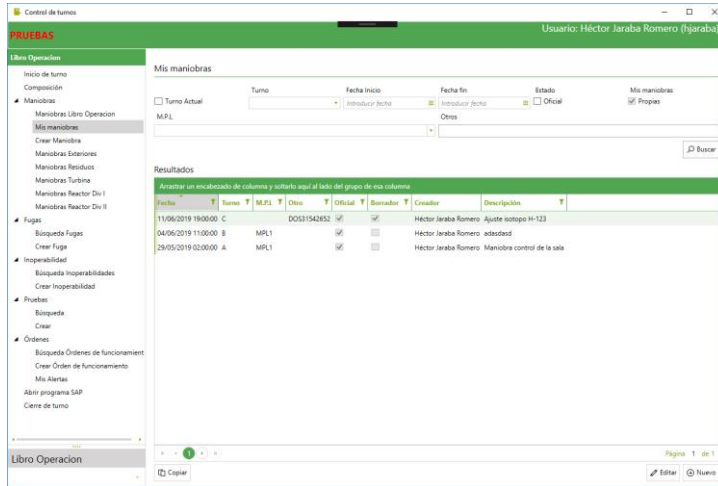 Control de turnos
PRUEBAS
Usuario: Héctor Jaraba Romero (hjaraba)
Libro Operacion
Inicio de turno
Composición
Maniobras
Maniobras Libro Operacion
Mis maniobras
Crear Maniobra
Maniobras Exteriores
Maniobras Residuos
Maniobras Turbina
Maniobras Reactor Div I
Maniobras Reactor Div II
Fugas
Búsqueda Fugas
Crear Fuga
Inoperabilidad
Búsqueda Inoperabilidades
Crear Inoperabilidad
Pruebas
Búsqueda
Crear
Órdenes
Búsqueda Órdenes de funcionamient
Crear Órden de funcionamiento
Mis Alertas
Abrir programa SAP
Cierre de turno
Libro Operacion
Mis maniobras
Turno Fecha Inicio Fecha fin Estado Mis maniobras
Turno Actual Introducir fecha Introducir fecha Oficial Propias
M.P.L Otros
Buscar
Resultados
Arrastrar un encabezado de columna y soltarlo aquí al lado del grupo de esa columna
Fecha Turno M.P.L Otro Oficial Borrador Creador Descripción
11/06/2019 19:00:00 C DOS31542652 Héctor Jaraba Romero Ajuste isotopo H-123
04/06/2019 11:00:00 B MPL1 Héctor Jaraba Romero adasdasd
29/05/2019 02:00:00 A MPL1 Héctor Jaraba Romero Maniobra control de la sala
1 Página 1 de 1
Copiar Editar Nuevo